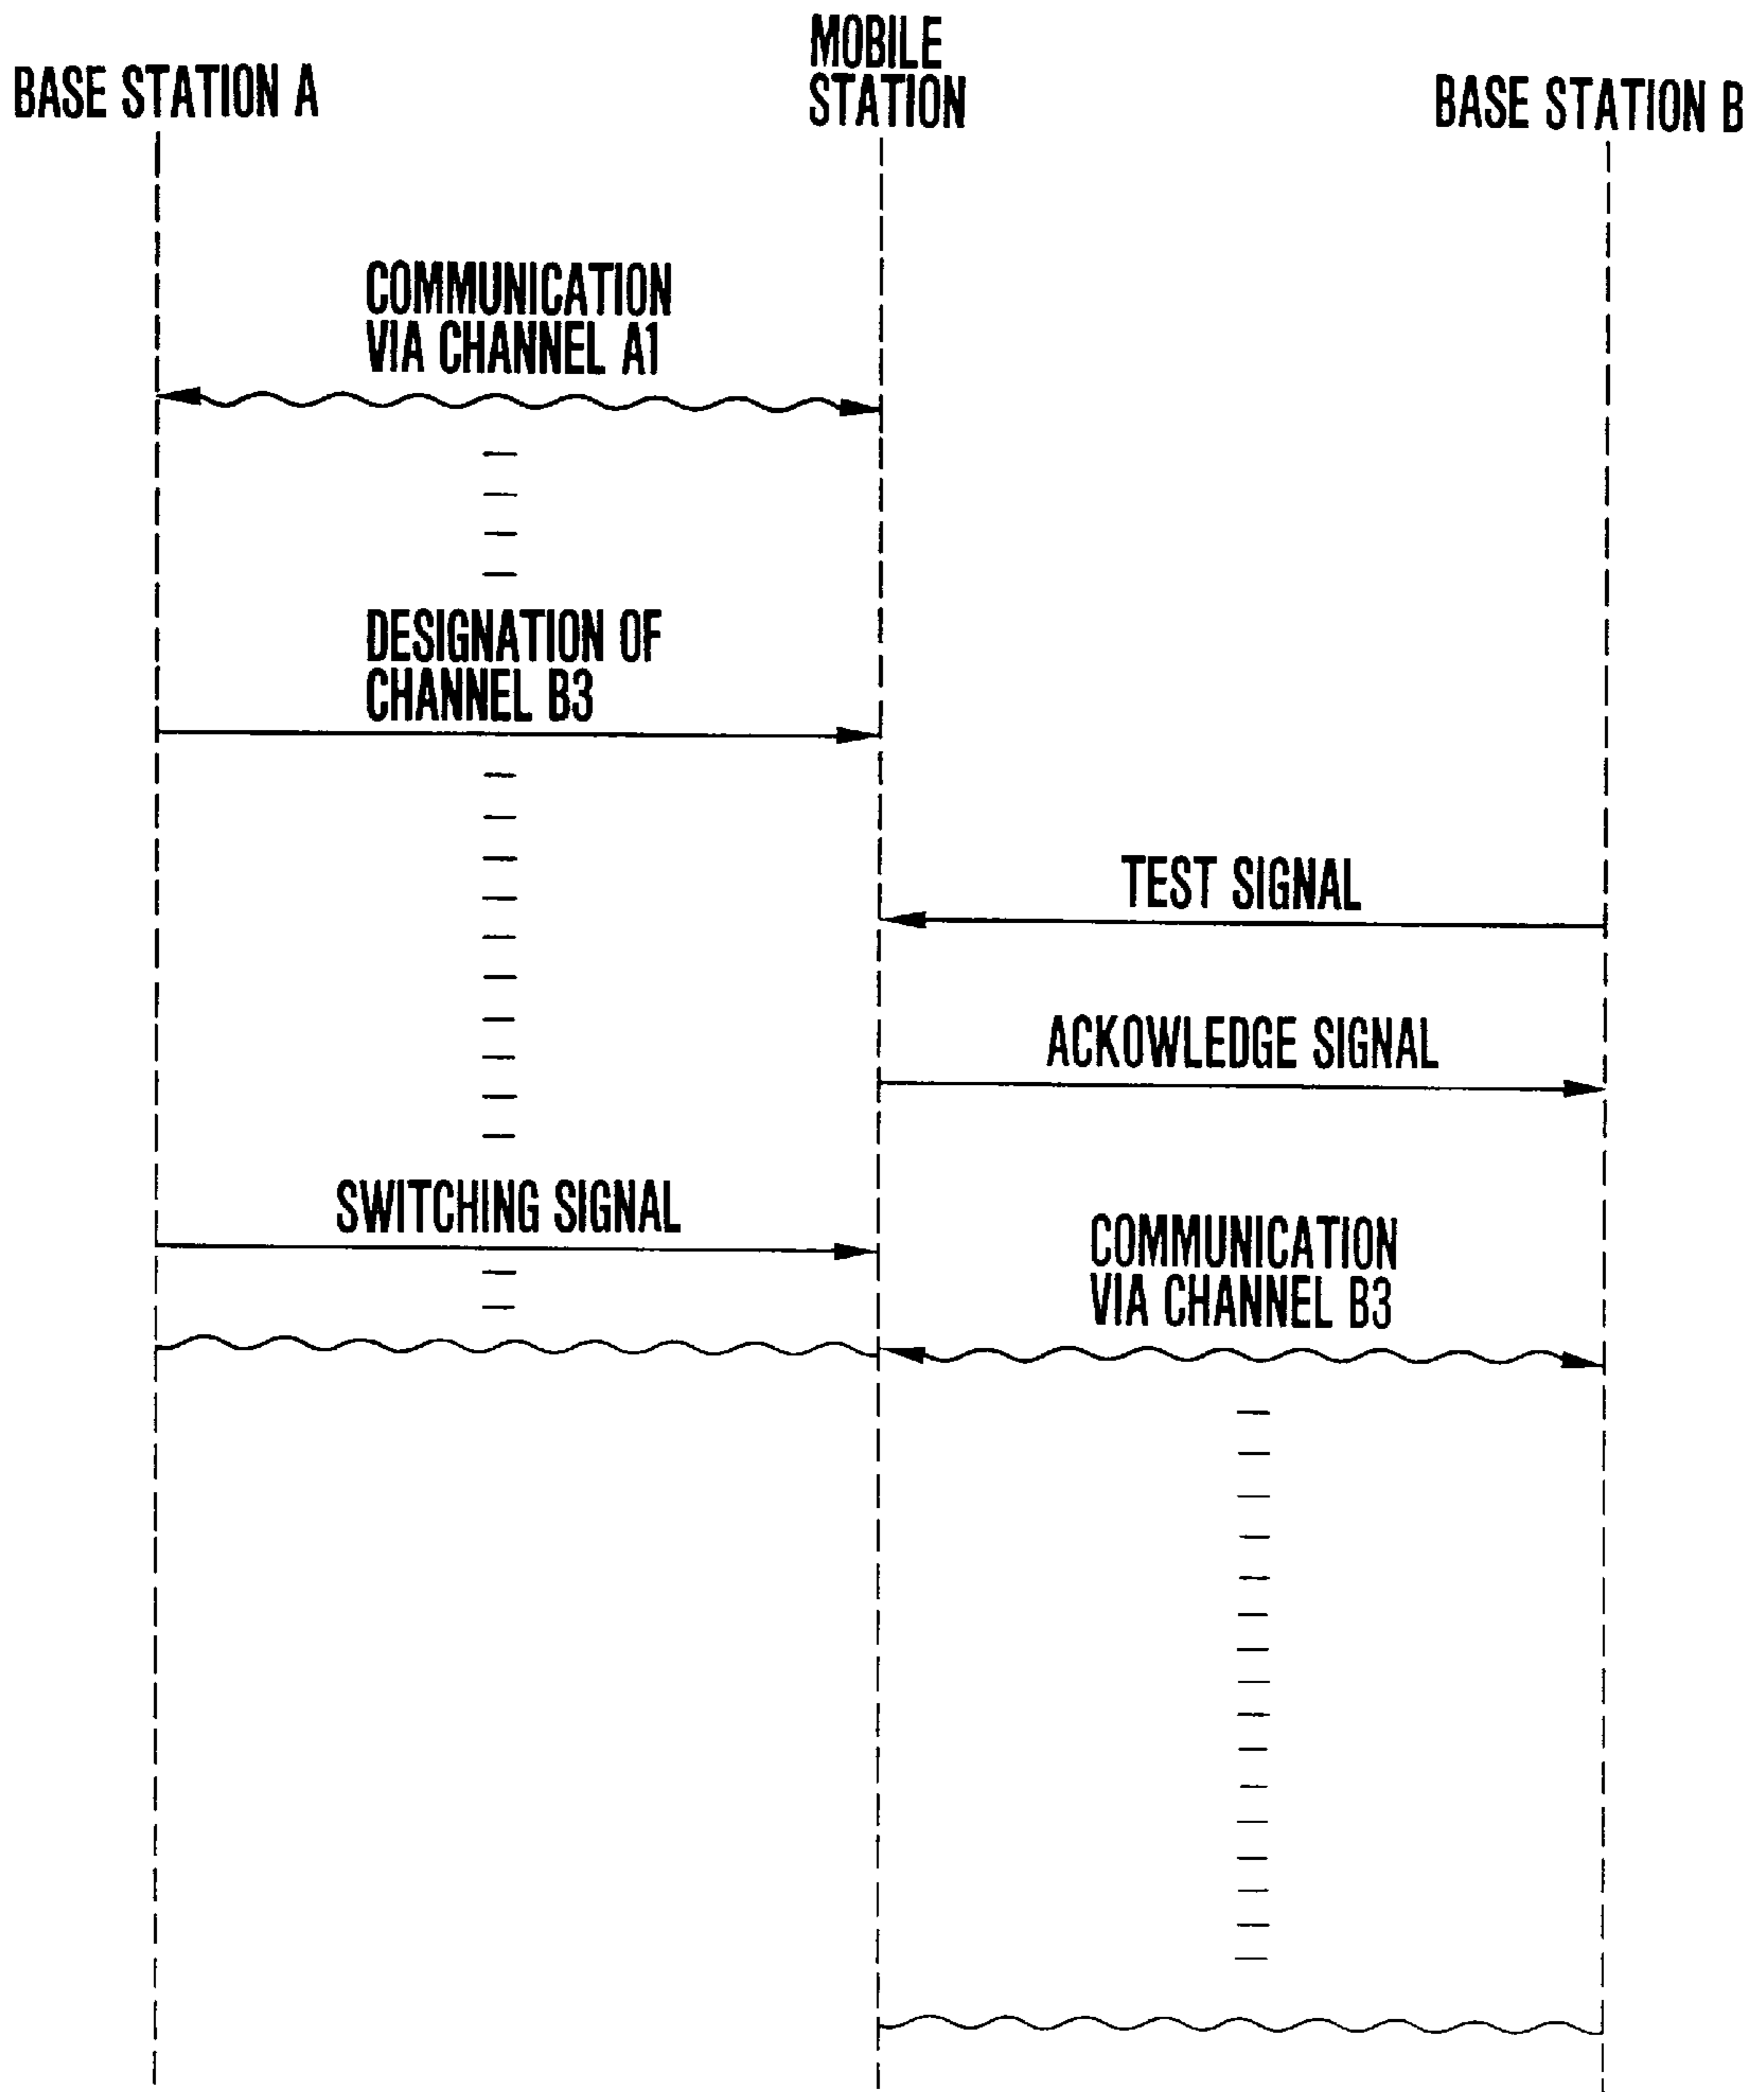 MOBILE
STATION
BASE STATION A
BASE STATION B
COMMUNICATION
VIA CHANNEL A1
DESIGNATION OF
CHANNEL B3
TEST SIGNAL
ACKOWLEDGE SIGNAL
SWITCHING SIGNAL
COMMUNICATION
VIA CHANNEL B3